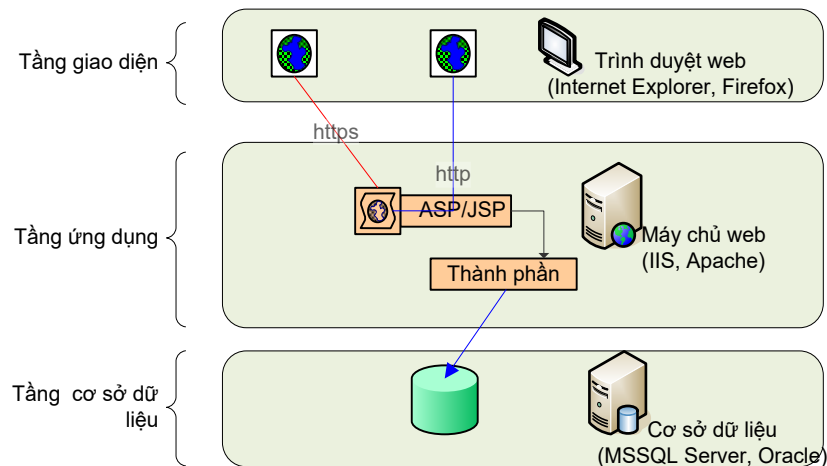 Tầng giao diện
Trình duyệt web
(Internet Explorer, Firefox)
https
http
ASP/JSP
Tầng ứng dụng
Máy chủ web
(IIS, Apache)
Thành phần
Tầng cơ sở dữ
liệu
Cơ sở dữ liệu
(MSSQL Server, Oracle)